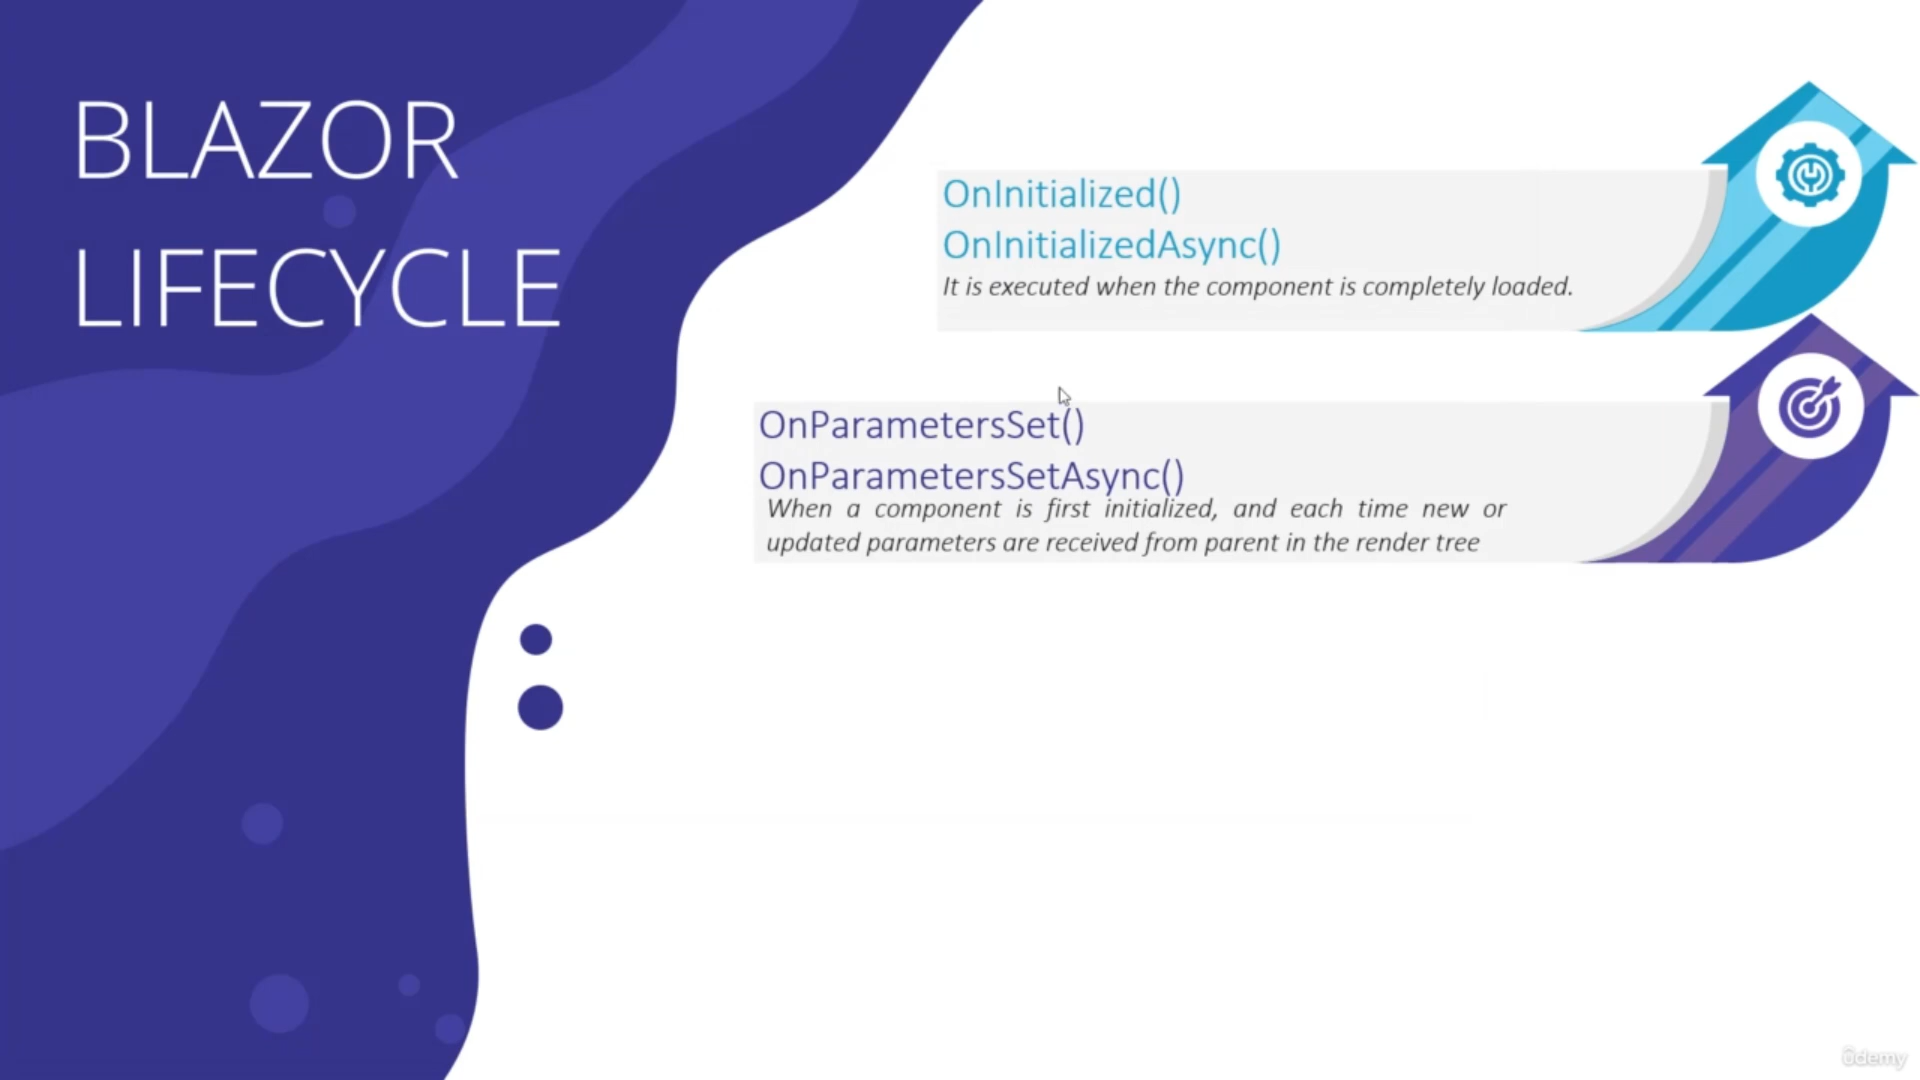 BLAZOR
LIFECYCLE
OnInitialized()
OnInitializedAsync()
It is executed when the component is completely loaded.
OnParametersSet()
OnParametersSetAsync()
When a component is first initialized, and each time new or
updated parameters are received from parent in the render tree
ûdemy